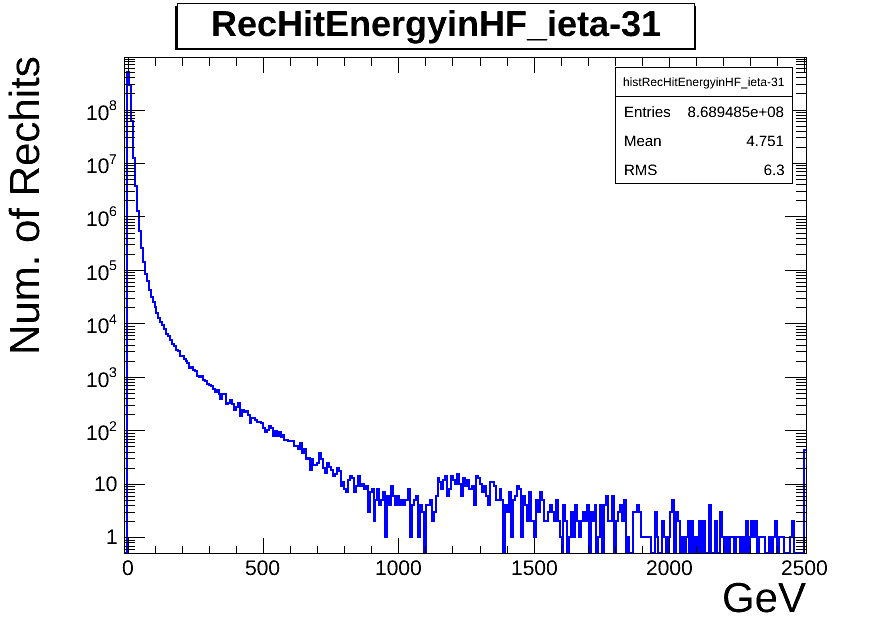 RecHitEnergyinHF_ieta-31
Num. of Rechits
histRecHitEnergyinHF_ieta-31
Entries 8.689485e+08
Mean 4.751
RMS 6.3
10^8
10^7
10^6
10^5
10^4
10^3
10^2
10
1
0 500 1000 1500 2000 2500
GeV